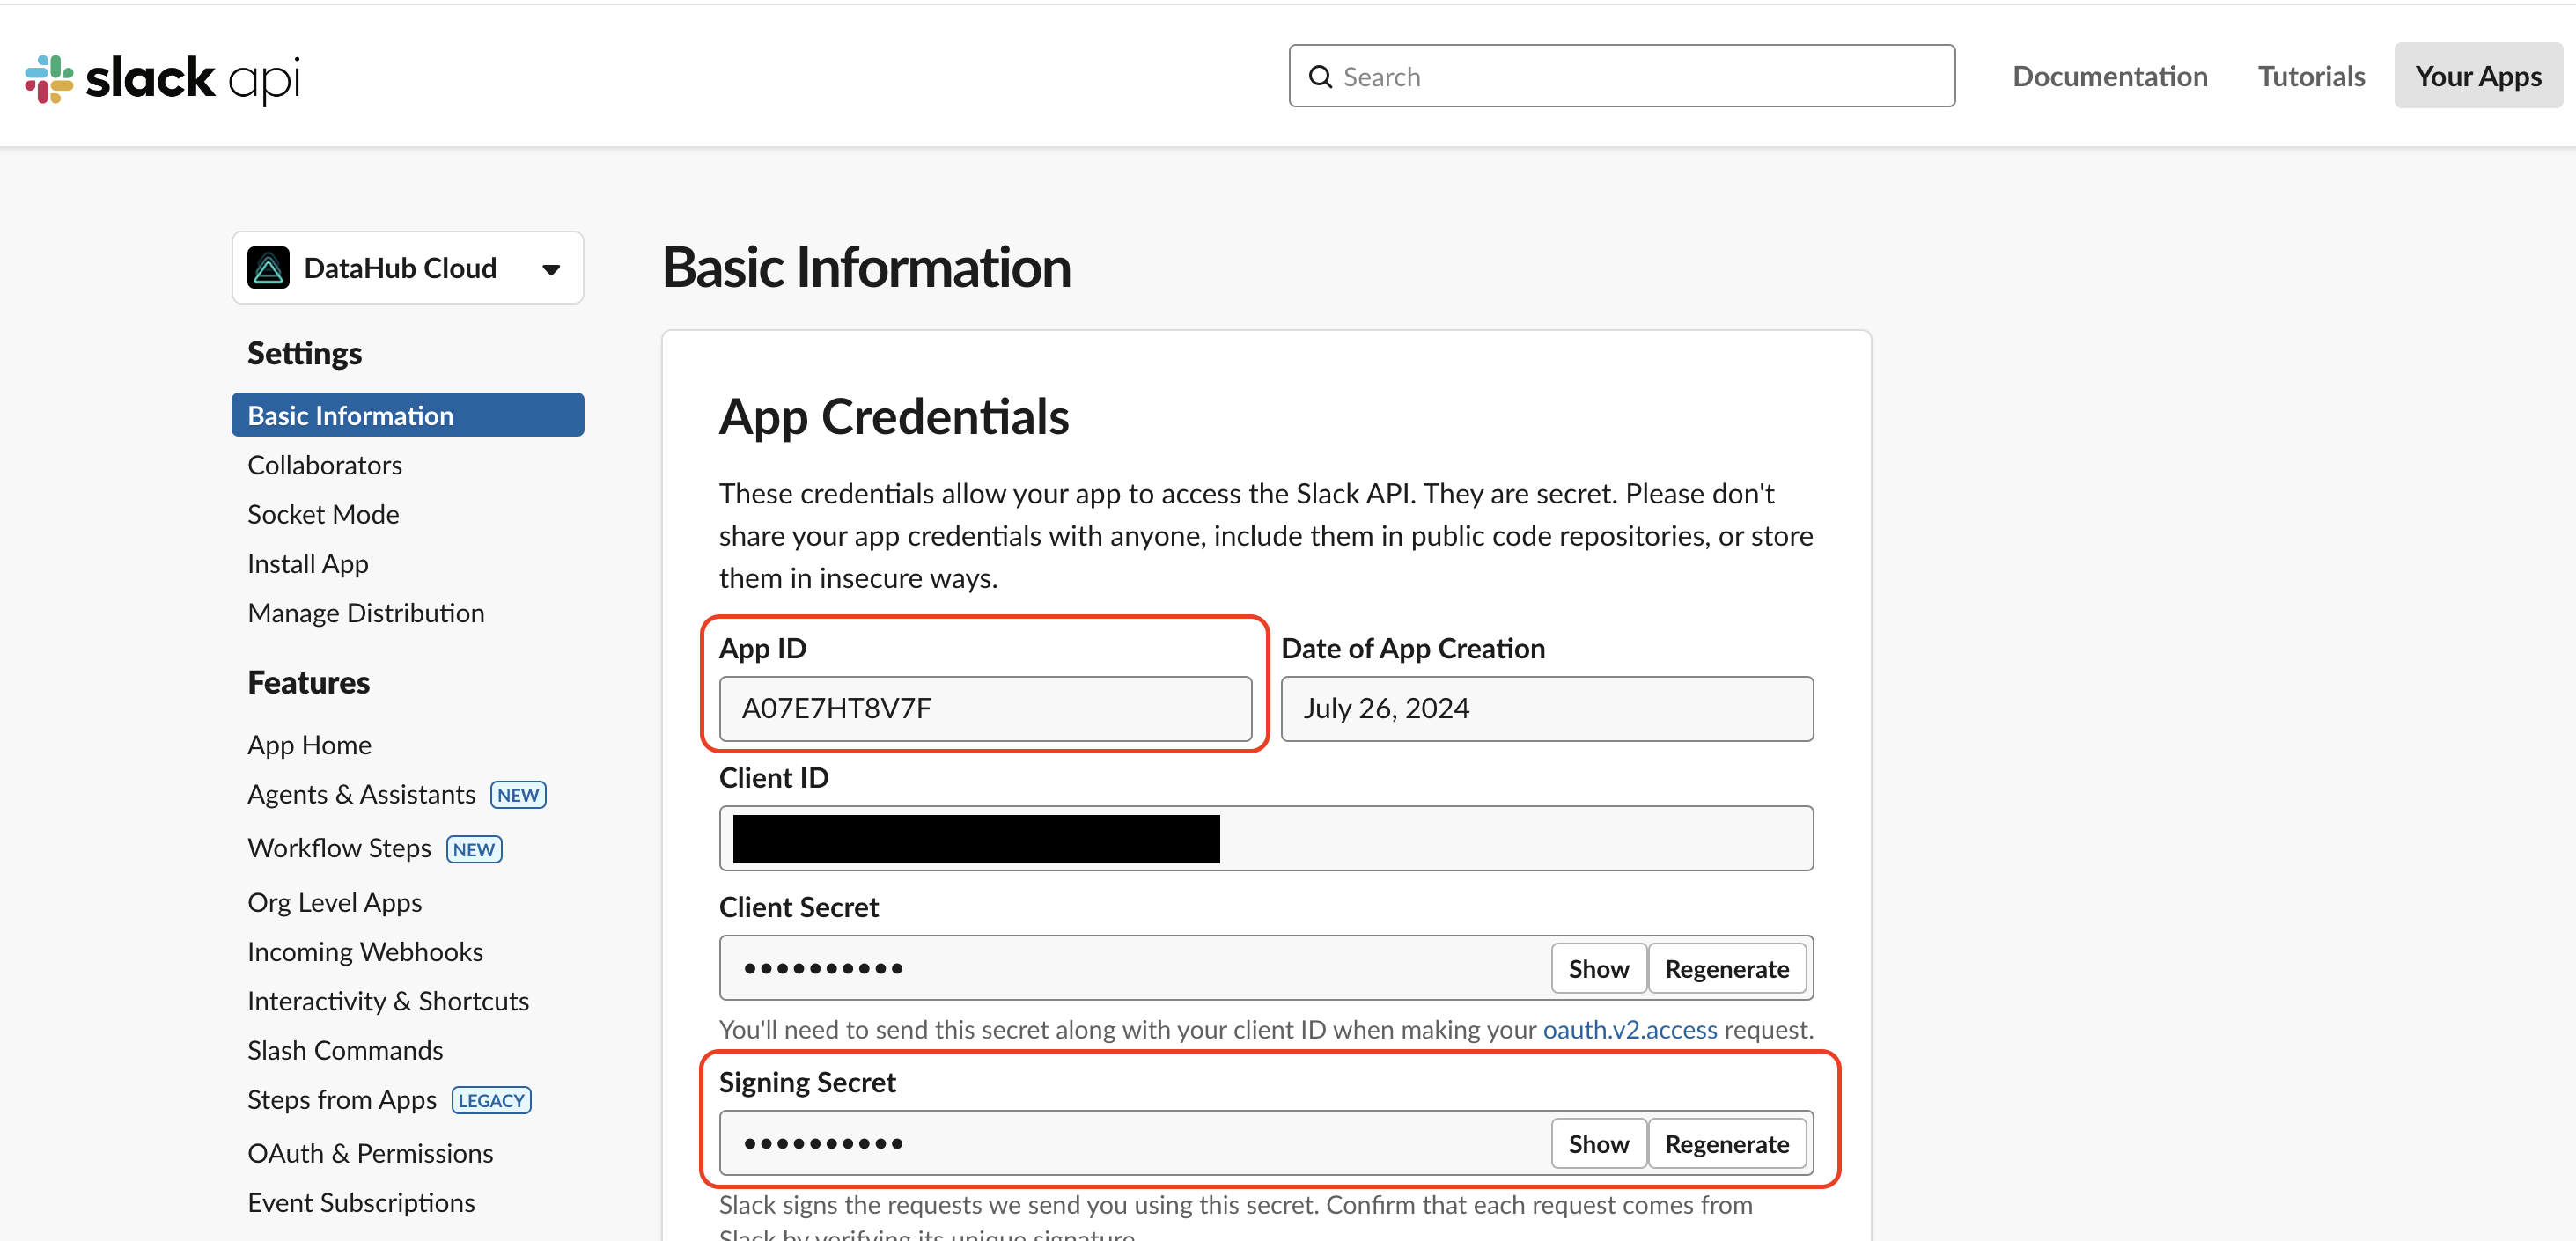 slack api
Search
Documentation
Tutorials
Your Apps
DataHub Cloud
Settings
Basic Information
Collaborators
Socket Mode
Install App
Manage Distribution
Features
App Home
Agents & Assistants NEW
Workflow Steps NEW
Org Level Apps
Incoming Webhooks
Interactivity & Shortcuts
Slash Commands
Steps from Apps LEGACY
OAuth & Permissions
Event Subscriptions
Basic Information
App Credentials
These credentials allow your app to access the Slack API. They are secret. Please don't
share your app credentials with anyone, include them in public code repositories, or store
them in insecure ways.
App ID
A07E7HT8V7F
Date of App Creation
July 26, 2024
Client ID
Client Secret
••••••••••
Show
Regenerate
You'll need to send this secret along with your client ID when making your oauth.v2.access request.
Signing Secret
••••••••••
Show
Regenerate
Slack signs the requests we send you using this secret. Confirm that each request comes from
Slack by verifying its unique signature.